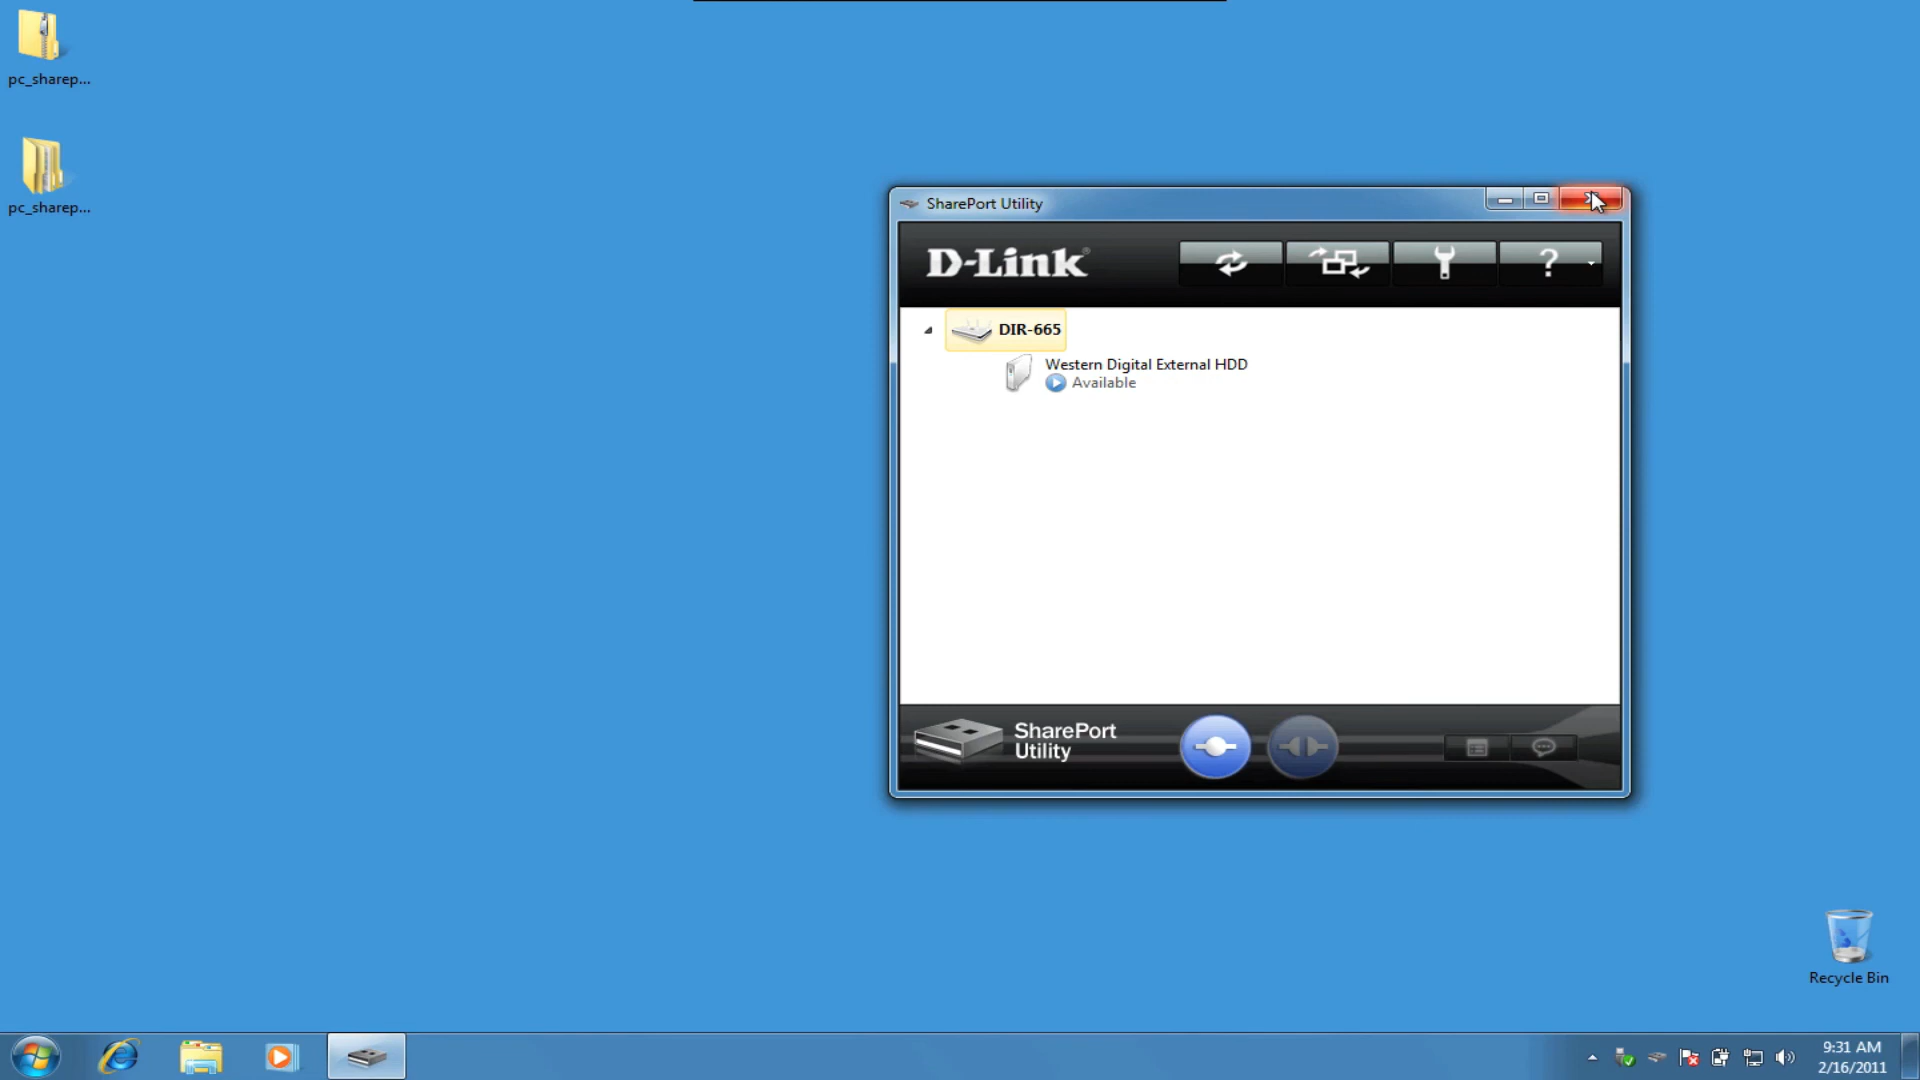 pc_sharep...
pc_sharep...
SharePort Utility
D-Link®
?
DIR-665
Western Digital External HDD
Available
SharePort
Utility
Recycle Bin
9:31 AM
2/16/2011